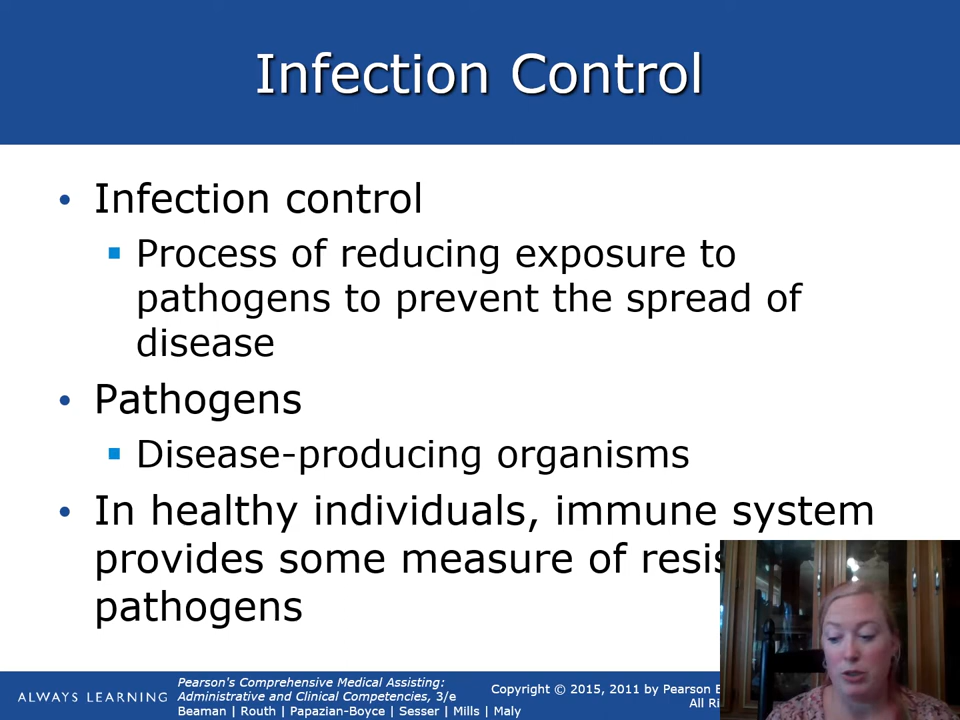 Infection Control
• Infection control
▪ Process of reducing exposure to
pathogens to prevent the spread of
disease
• Pathogens
▪ Disease-producing organisms
• In healthy individuals, immune system
provides some measure of
pathogens
ALWAYS LEARNING
Pearson's Comprehensive Medical Assisting:
Administrative and Clinical Competencies, 3/e
Beaman | Routh | Papazian-Boyce | Sesser | Mills | Maly
Copyright © 2015, 2011 by Pearson
All